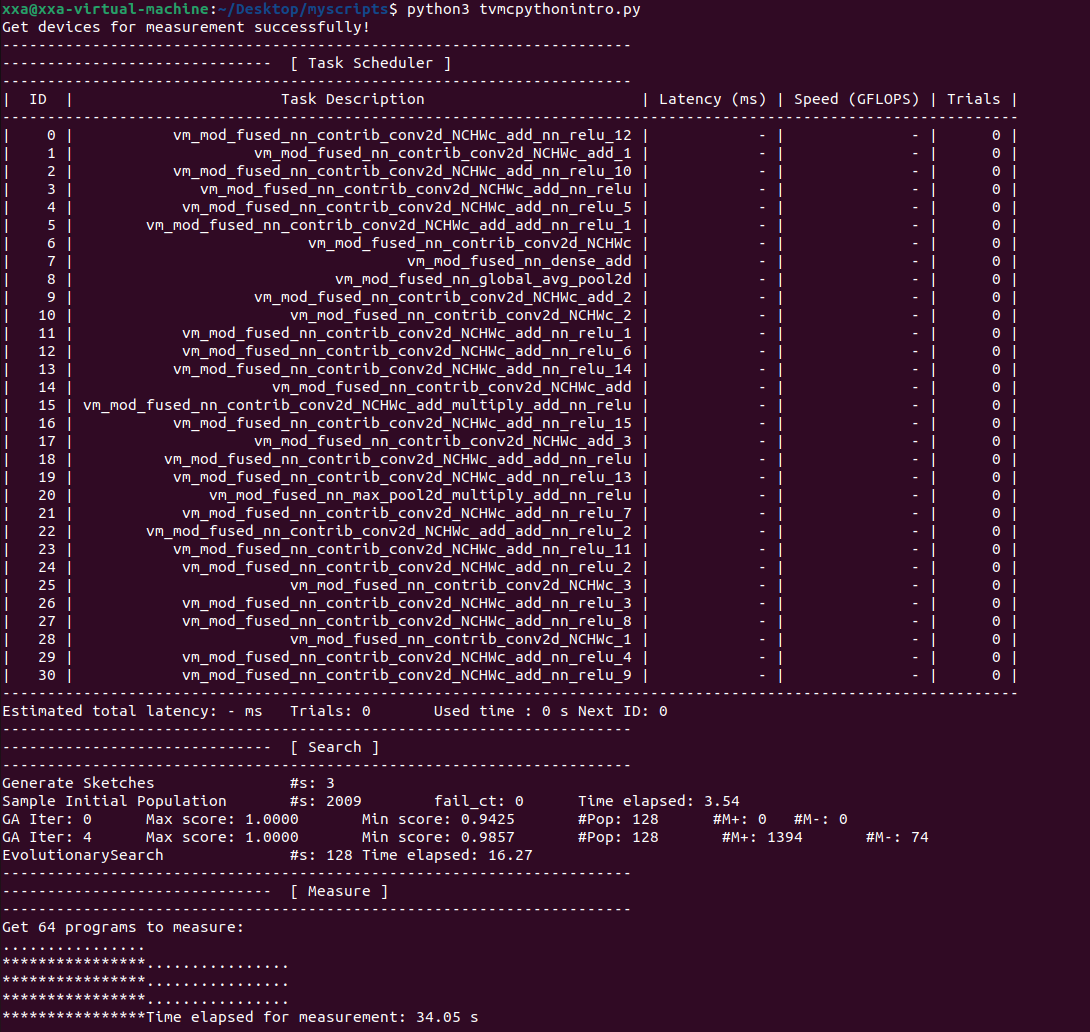 xxa@xxa-virtual-machine:~/Desktop/myscripts$ python3 tvmcpythonintro.py
Get devices for measurement successfully!
----------------------------------------------------------------------
------------------------------  [ Task Scheduler ]
----------------------------------------------------------------------
|  ID  |                       Task Description                        | Latency (ms) | Speed (GFLOPS) | Trials |
-----------------------------------------------------------------------------------------------------------------
|    0 |           vm_mod_fused_nn_contrib_conv2d_NCHWc_add_nn_relu_12 |            - |              - |      0 |
|    1 |                    vm_mod_fused_nn_contrib_conv2d_NCHWc_add_1 |            - |              - |      0 |
|    2 |           vm_mod_fused_nn_contrib_conv2d_NCHWc_add_nn_relu_10 |            - |              - |      0 |
|    3 |              vm_mod_fused_nn_contrib_conv2d_NCHWc_add_nn_relu |            - |              - |      0 |
|    4 |            vm_mod_fused_nn_contrib_conv2d_NCHWc_add_nn_relu_5 |            - |              - |      0 |
|    5 |        vm_mod_fused_nn_contrib_conv2d_NCHWc_add_add_nn_relu_1 |            - |              - |      0 |
|    6 |                          vm_mod_fused_nn_contrib_conv2d_NCHWc |            - |              - |      0 |
|    7 |                                     vm_mod_fused_nn_dense_add |            - |              - |      0 |
|    8 |                             vm_mod_fused_nn_global_avg_pool2d |            - |              - |      0 |
|    9 |                    vm_mod_fused_nn_contrib_conv2d_NCHWc_add_2 |            - |              - |      0 |
|   10 |                        vm_mod_fused_nn_contrib_conv2d_NCHWc_2 |            - |              - |      0 |
|   11 |            vm_mod_fused_nn_contrib_conv2d_NCHWc_add_nn_relu_1 |            - |              - |      0 |
|   12 |            vm_mod_fused_nn_contrib_conv2d_NCHWc_add_nn_relu_6 |            - |              - |      0 |
|   13 |           vm_mod_fused_nn_contrib_conv2d_NCHWc_add_nn_relu_14 |            - |              - |      0 |
|   14 |                      vm_mod_fused_nn_contrib_conv2d_NCHWc_add |            - |              - |      0 |
|   15 | vm_mod_fused_nn_contrib_conv2d_NCHWc_add_multiply_add_nn_relu |            - |              - |      0 |
|   16 |           vm_mod_fused_nn_contrib_conv2d_NCHWc_add_nn_relu_15 |            - |              - |      0 |
|   17 |                    vm_mod_fused_nn_contrib_conv2d_NCHWc_add_3 |            - |              - |      0 |
|   18 |          vm_mod_fused_nn_contrib_conv2d_NCHWc_add_add_nn_relu |            - |              - |      0 |
|   19 |           vm_mod_fused_nn_contrib_conv2d_NCHWc_add_nn_relu_13 |            - |              - |      0 |
|   20 |               vm_mod_fused_nn_max_pool2d_multiply_add_nn_relu |            - |              - |      0 |
|   21 |            vm_mod_fused_nn_contrib_conv2d_NCHWc_add_nn_relu_7 |            - |              - |      0 |
|   22 |        vm_mod_fused_nn_contrib_conv2d_NCHWc_add_add_nn_relu_2 |            - |              - |      0 |
|   23 |           vm_mod_fused_nn_contrib_conv2d_NCHWc_add_nn_relu_11 |            - |              - |      0 |
|   24 |            vm_mod_fused_nn_contrib_conv2d_NCHWc_add_nn_relu_2 |            - |              - |      0 |
|   25 |                        vm_mod_fused_nn_contrib_conv2d_NCHWc_3 |            - |              - |      0 |
|   26 |            vm_mod_fused_nn_contrib_conv2d_NCHWc_add_nn_relu_3 |            - |              - |      0 |
|   27 |            vm_mod_fused_nn_contrib_conv2d_NCHWc_add_nn_relu_8 |            - |              - |      0 |
|   28 |                        vm_mod_fused_nn_contrib_conv2d_NCHWc_1 |            - |              - |      0 |
|   29 |            vm_mod_fused_nn_contrib_conv2d_NCHWc_add_nn_relu_4 |            - |              - |      0 |
|   30 |            vm_mod_fused_nn_contrib_conv2d_NCHWc_add_nn_relu_9 |            - |              - |      0 |
-----------------------------------------------------------------------------------------------------------------
Estimated total latency: - ms   Trials: 0       Used time : 0 s Next ID: 0
----------------------------------------------------------------------
------------------------------  [ Search ]
----------------------------------------------------------------------
Generate Sketches               #s: 3
Sample Initial Population       #s: 2009        fail_ct: 0      Time elapsed: 3.54
GA Iter: 0      Max score: 1.0000       Min score: 0.9425       #Pop: 128      #M+: 0   #M-: 0
GA Iter: 4      Max score: 1.0000       Min score: 0.9857       #Pop: 128       #M+: 1394       #M-: 74
EvolutionarySearch              #s: 128 Time elapsed: 16.27
----------------------------------------------------------------------
------------------------------  [ Measure ]
----------------------------------------------------------------------
Get 64 programs to measure:
................
****************................
****************................
****************................
****************Time elapsed for measurement: 34.05 s